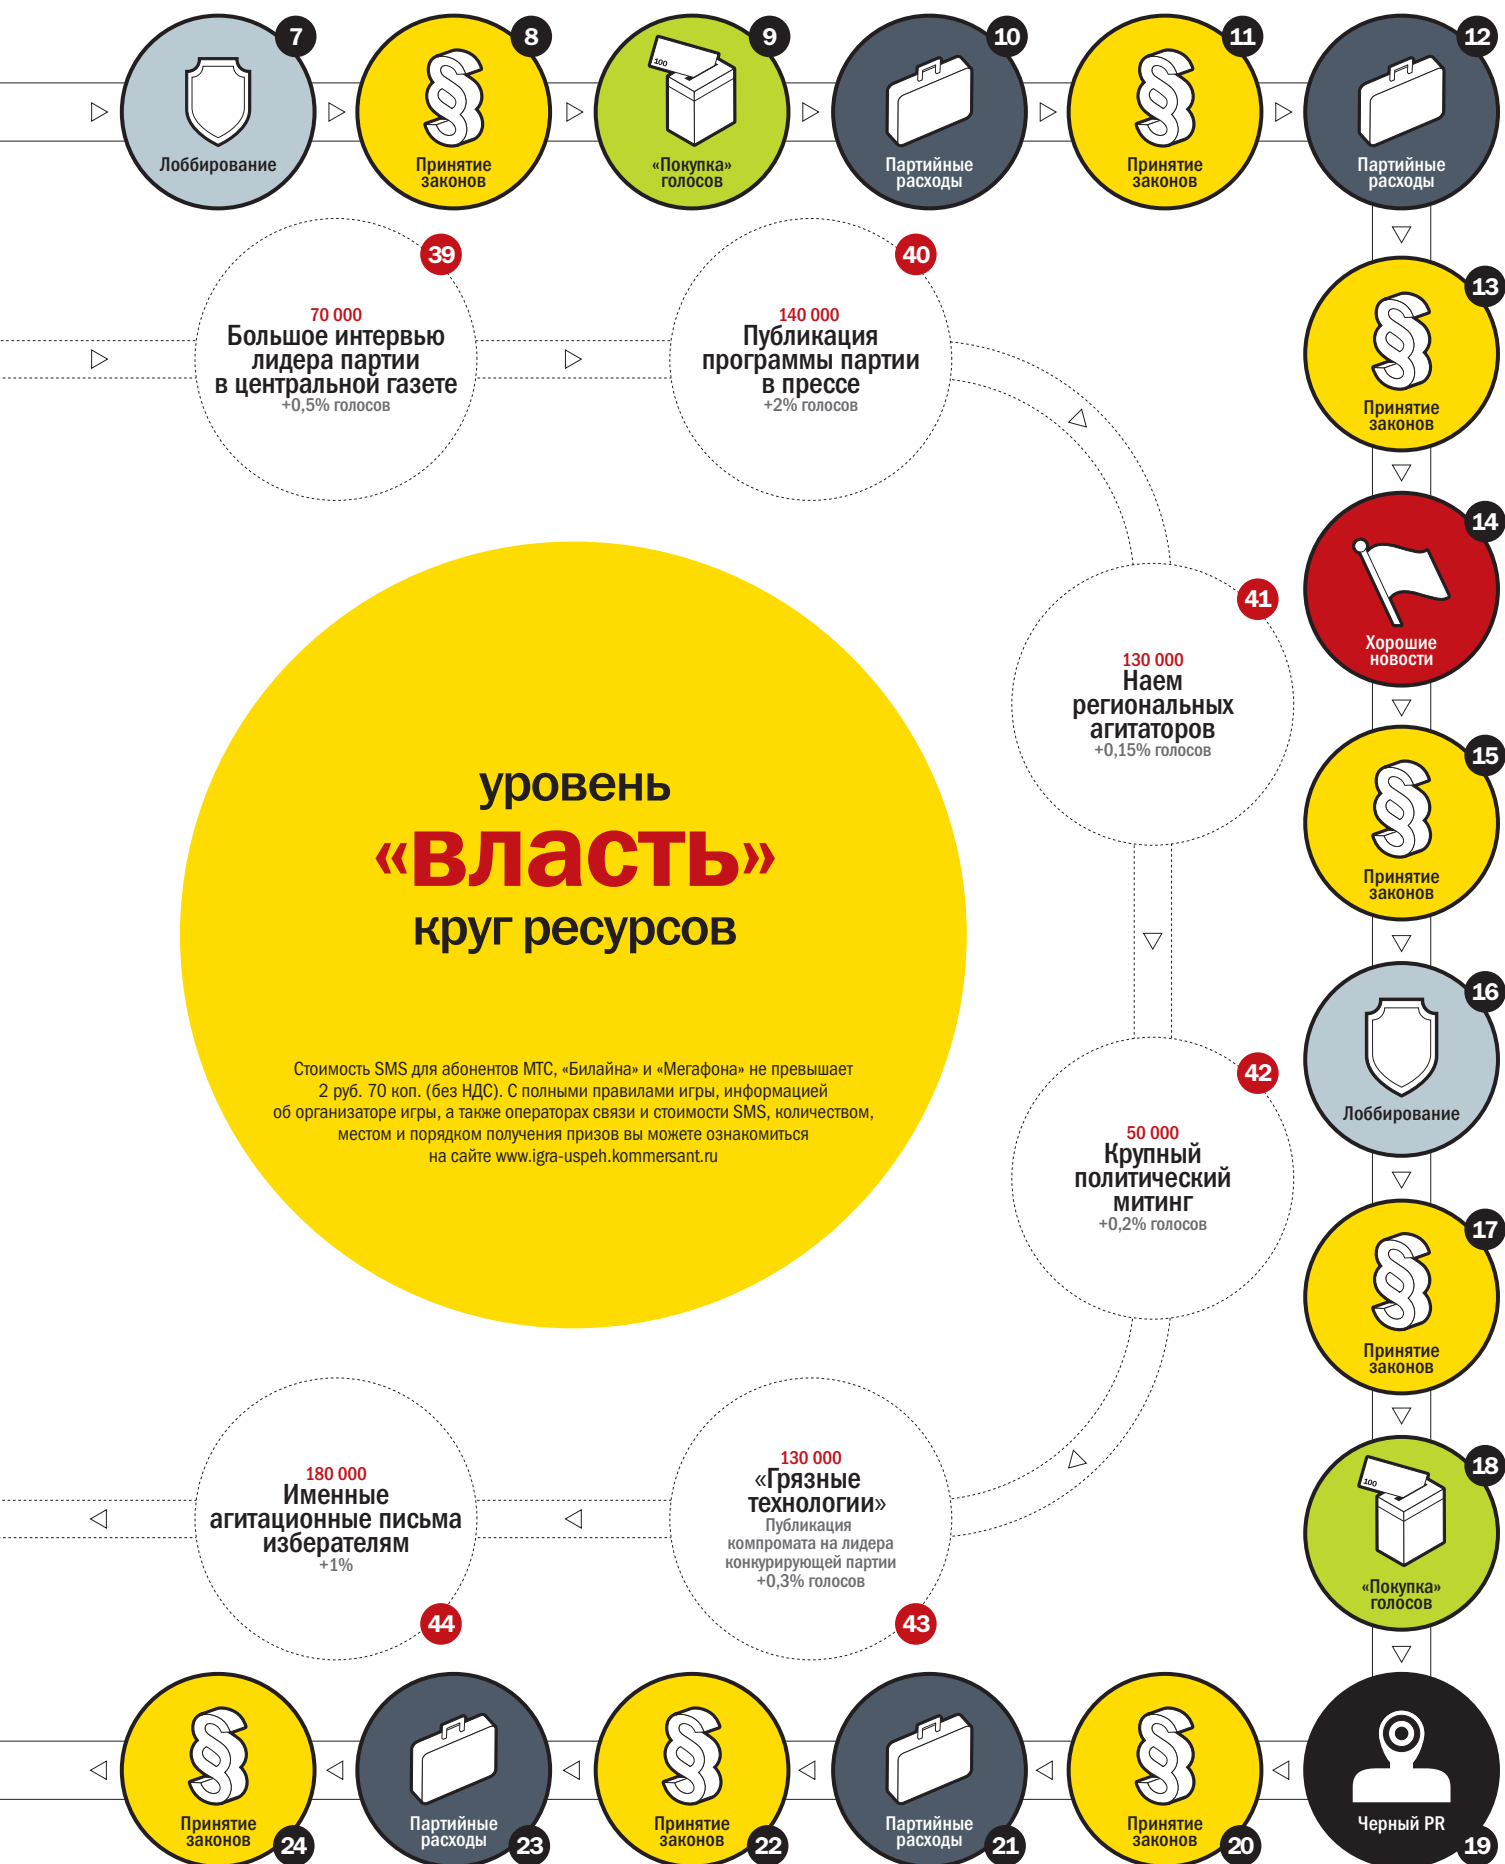 7
Лоббирование
8
Принятие
законов
9
100
«Покупка»
голосов
10
Партийные
расходы
11
Принятие
законов
12
Партийные
расходы
39
70 000
Большое интервью
лидера партии
в центральной газете
+0,5% голосов
40
140 000
Публикация
программы партии
в прессе
+2% голосов
13
Принятие
законов
14
Хорошие
новости
41
130 000
Наем
региональных
агитаторов
+0,15% голосов
15
Принятие
законов
уровень
«власть»
круг ресурсов
Стоимость SMS для абонентов МТС, «Билайна» и «Мегафона» не превышает
2 руб. 70 коп. (без НДС). С полными правилами игры, информацией
об организаторе игры, а также операторах связи и стоимости SMS, количеством,
местом и порядком получения призов вы можете ознакомиться
на сайте www.igra-uspeh.kommersant.ru
16
Лоббирование
42
50 000
Крупный
политический
митинг
+0,2% голосов
17
Принятие
законов
18
100
«Покупка»
голосов
180 000
Именные
агитационные письма
изберателям
+1%
44
130 000
«Грязные
технологии»
Публикация
компромата на лидера
конкурирующей партии
+0,3% голосов
43
Принятие
законов
24
Партийные
расходы
23
Принятие
законов
22
Партийные
расходы
21
Принятие
законов
20
Черный PR
19